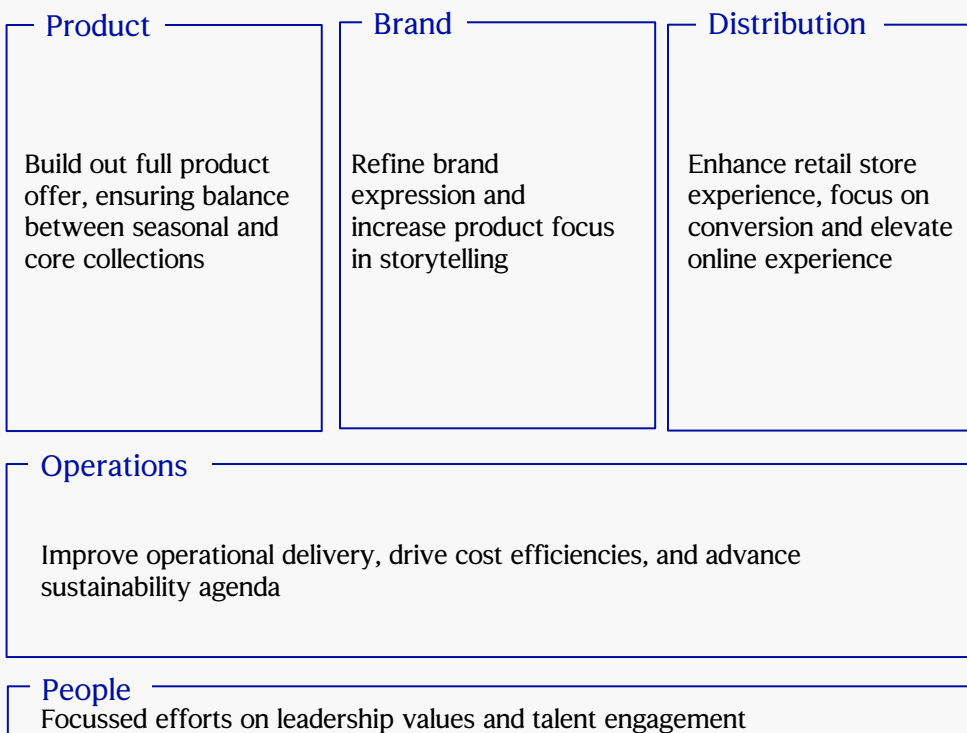 Product
Build out full product
offer, ensuring balance
between seasonal and
core collections
Brand
Refine brand
expression and
increase product focus
in storytelling
Distribution
Enhance retail store
experience, focus on
conversion and elevate
online experience
Operations
Improve operational delivery, drive cost efficiencies, and advance
sustainability agenda
People
Focussed efforts on leadership values and talent engagement